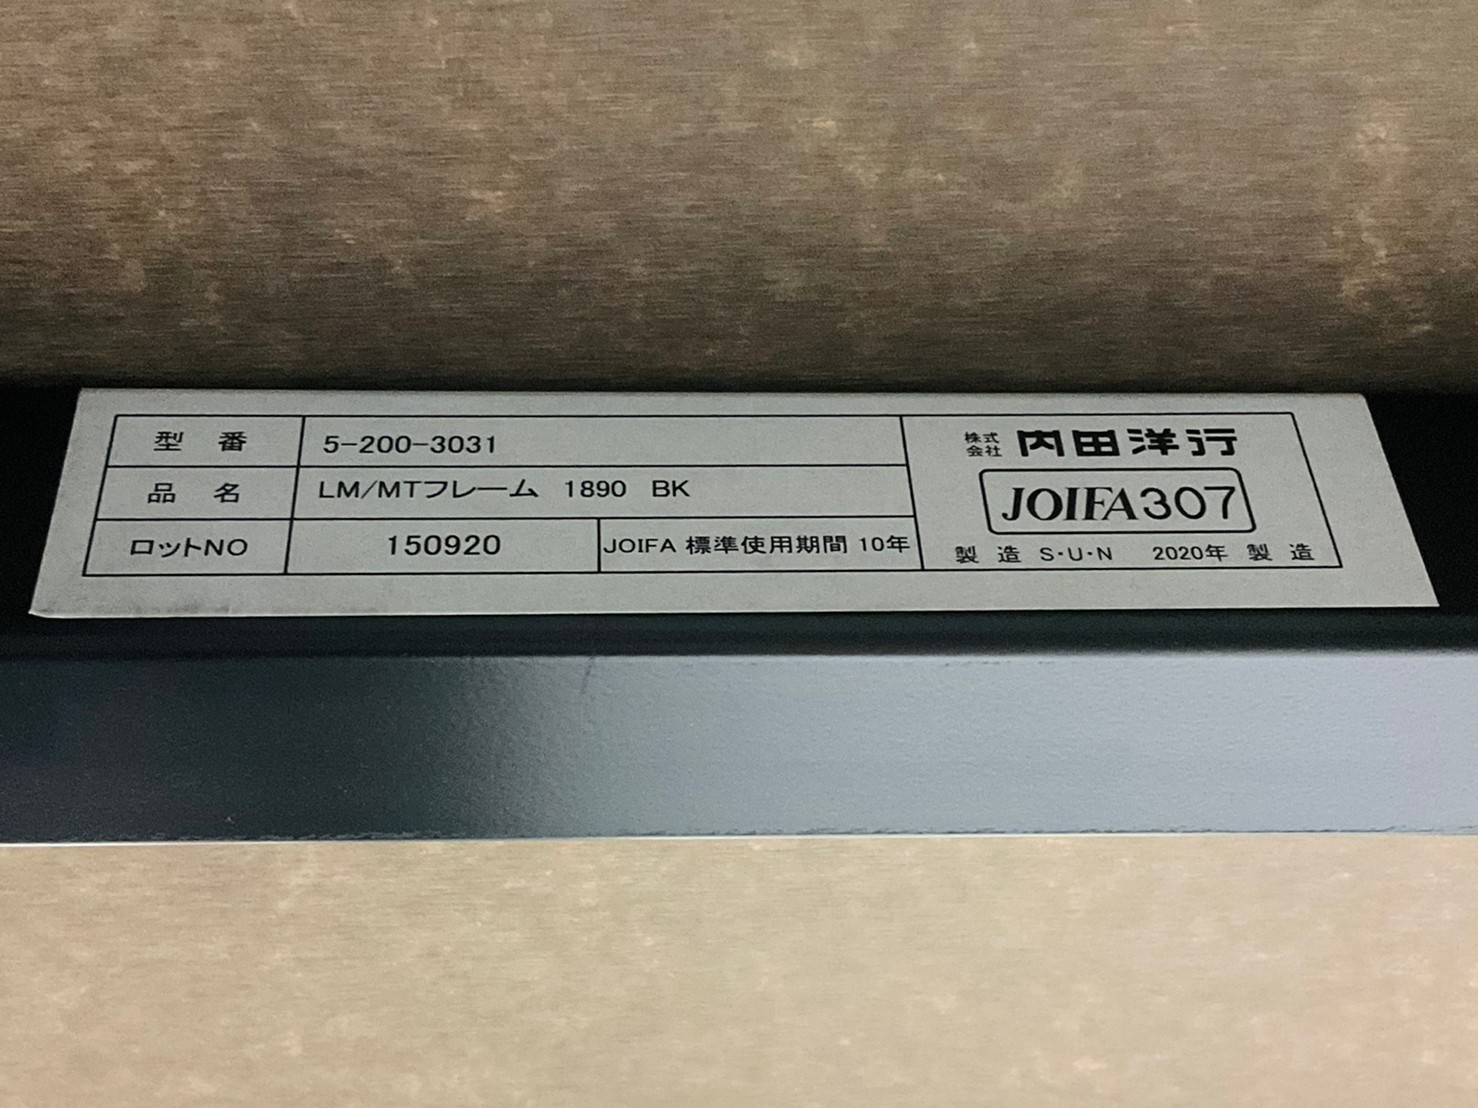 型番 5-200-3031
品名 LM/MTフレーム 1890 BK
ロットNO 150920 JOIFA 標準使用期間 10年
株式会社 内田洋行
JOIFA307
製造 S・U・N 2020年 製造